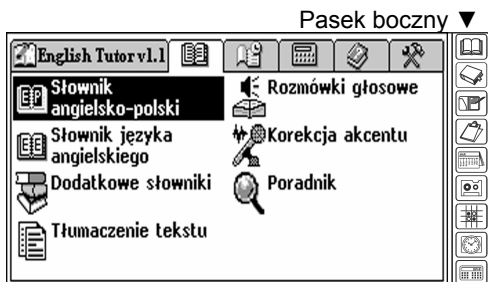 Pasek boczny ▼
English Tutor v1.1
Słownik
angielsko-polski
Rozmówki głosowe
Słownik języka
angielskiego
Korekcja akcentu
Dodatkowe słowniki
Poradnik
Tłumaczenie tekstu